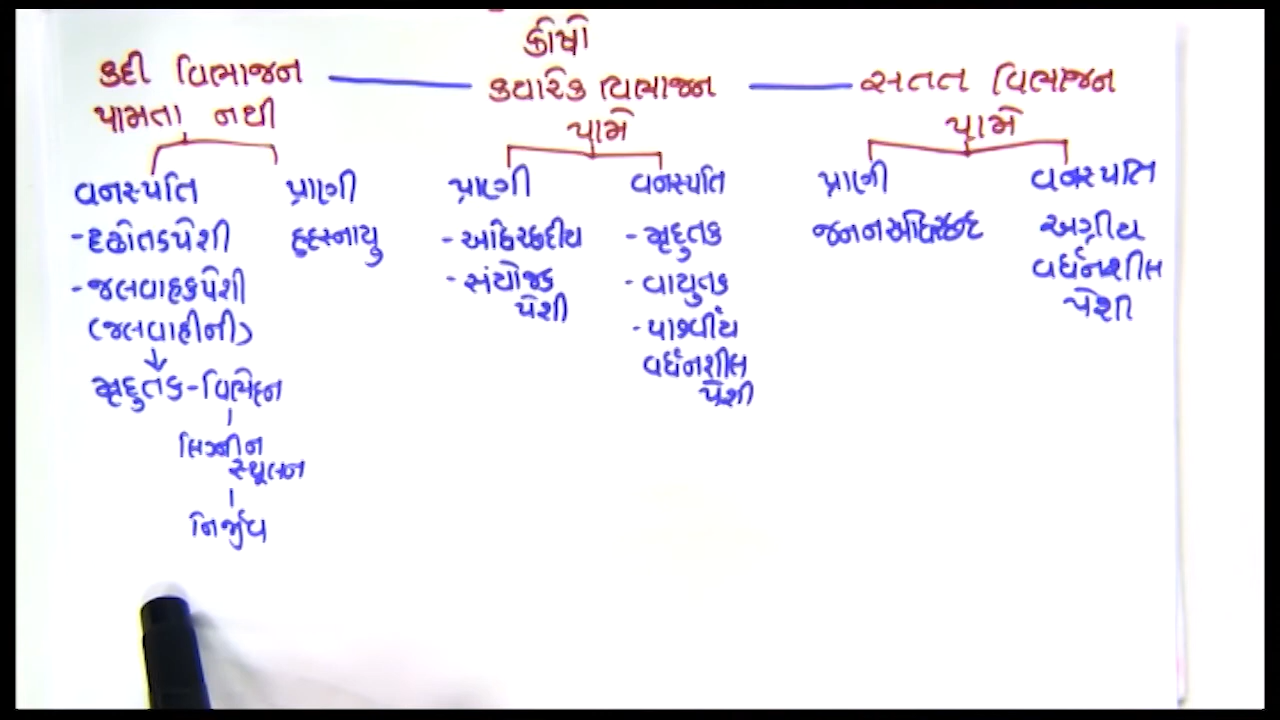 કોષો
કદી વિભાજન
પામતા નથી
વનસ્પતિ
- દૃઢોતકપેશી
- જલવાહકપેશી
(જલવાહીની)
મૃદુતક - વિભેદન
લિગ્નીન
સ્થૂલન
નિર્જીવ
પ્રાણી
હૃદસ્નાયુ
કયારેક વિભાજન
પામે
પ્રાણી
- અધિચ્છદીય
- સંયોજક
પેશી
વનસ્પતિ
- મૃદુતક
- વાયુતક
- પાર્શ્વીય
વર્ધનશીલ
પેશી
સતત વિભાજન
પામે
પ્રાણી
જનનઅધિચ્છદ
વનસ્પતિ
અગ્રીય
વર્ધનશીલ
પેશી